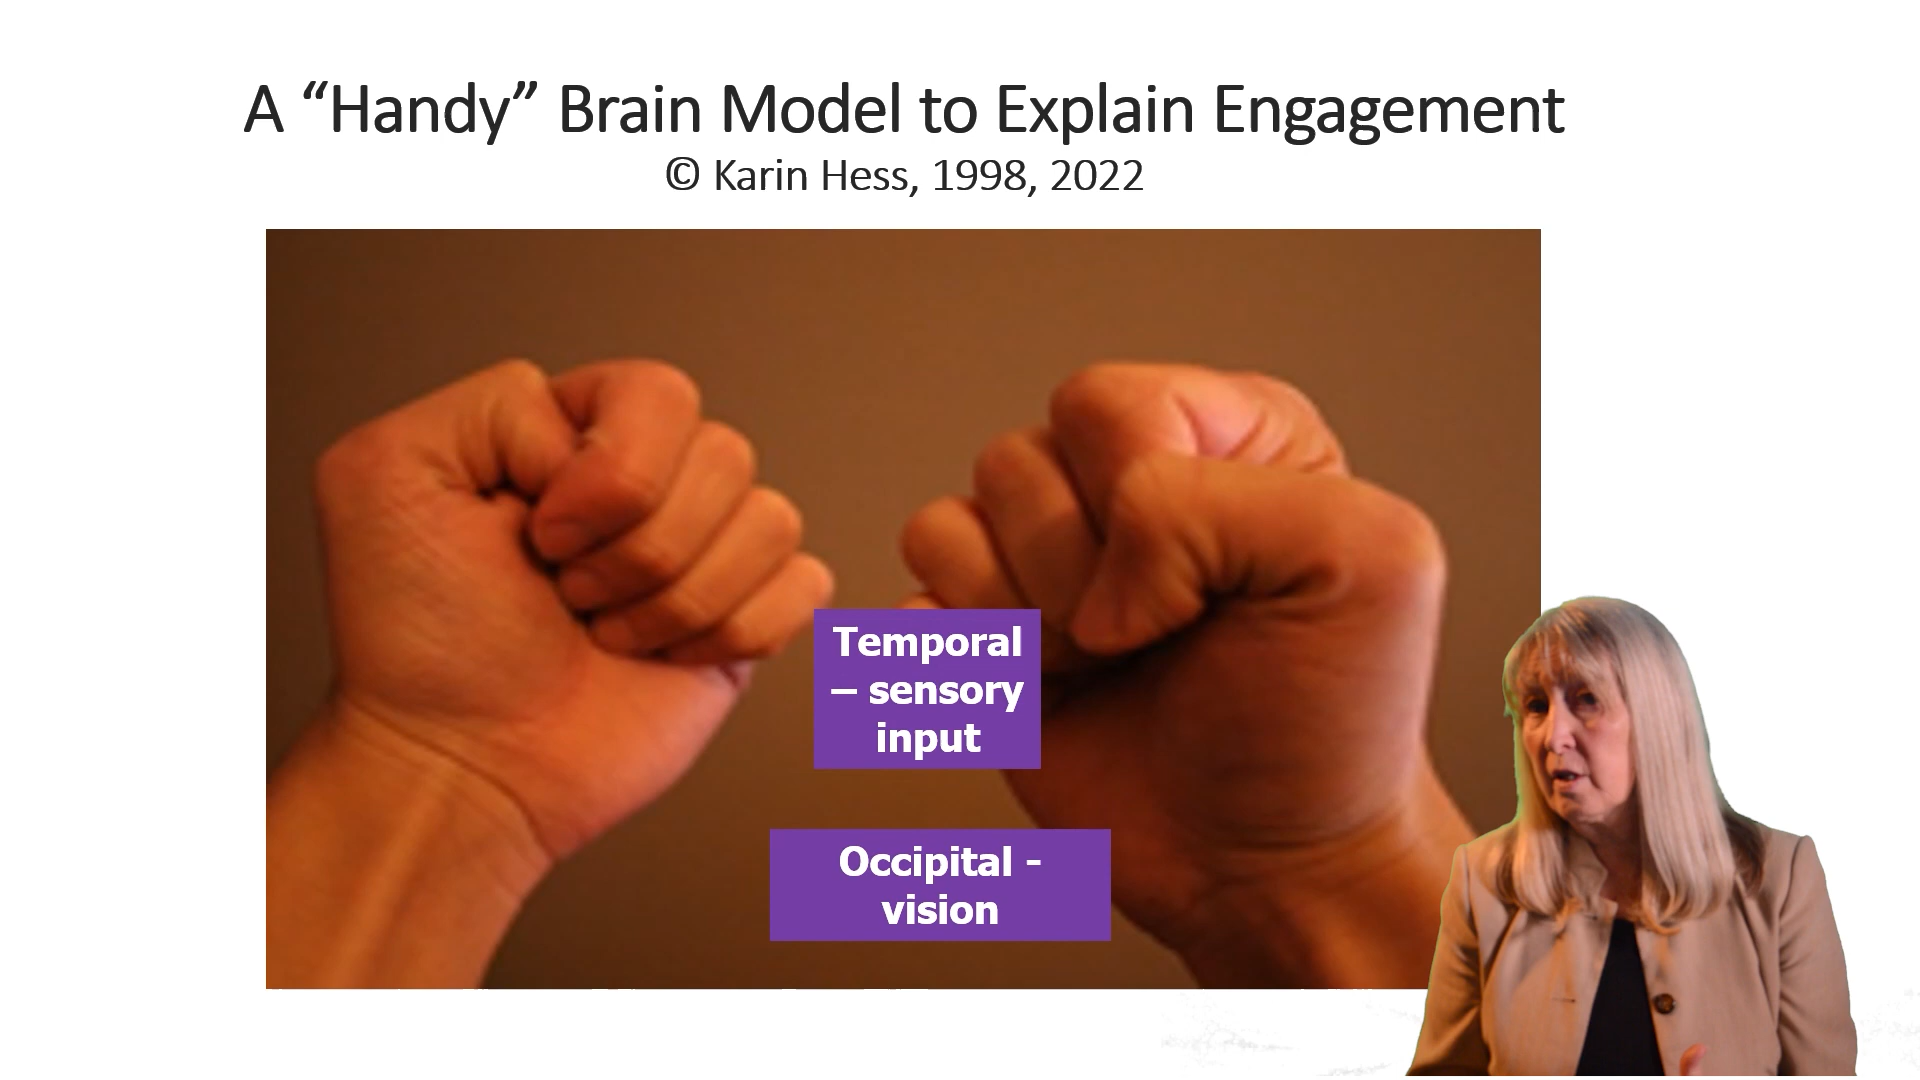 A “Handy” Brain Model to Explain Engagement
© Karin Hess, 1998, 2022
Temporal
– sensory
input
Occipital -
vision